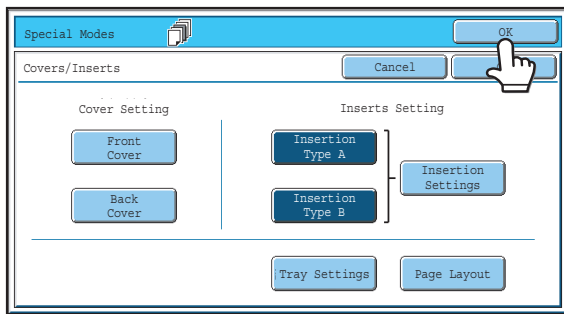 Special Modes
OK
Covers/Inserts
Cancel
Cover Setting
Inserts Setting
Front
Cover
Insertion
Type A
Insertion
Settings
Back
Cover
Insertion
Type B
Tray Settings
Page Layout